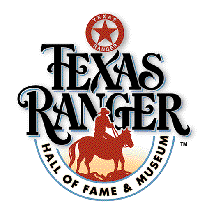 TEXAS
RANGER
TEXAS
RANGER
HALL OF FAME & MUSEUM
TM